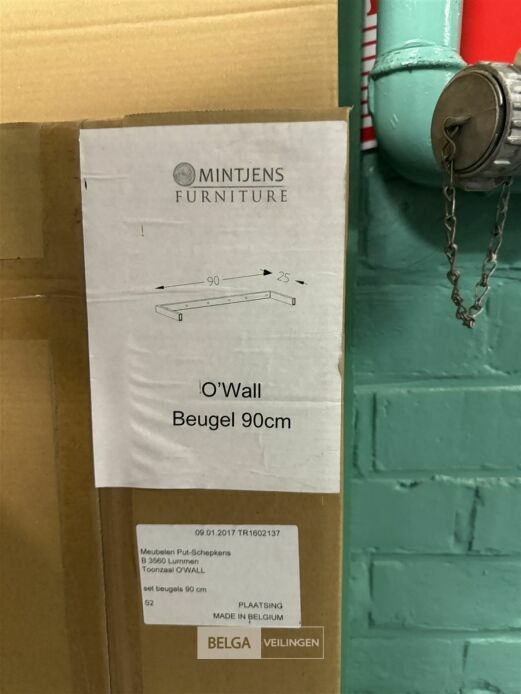 MINTJENS
FURNITURE
90
25
O'Wall
Beugel 90cm
09.01.2017 TR1602137
Meubelen Put-Schepkens
B 3560 Lummen
Toonzaal O'WALL
set beugels 90 cm
S2
PLAATSING
MADE IN BELGIUM
BELGA VEILINGEN